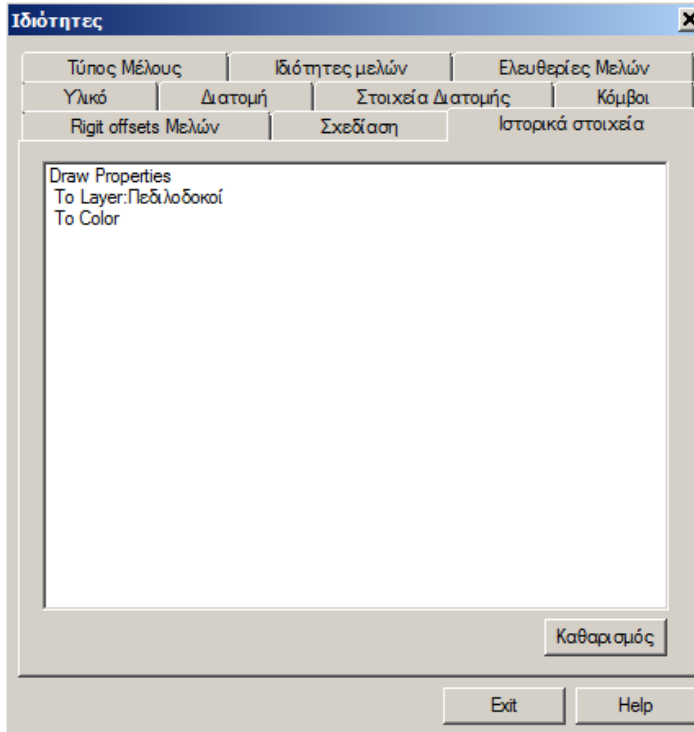 Ιδιότητες
Τύπος Μέλους Ιδιότητες μελών Ελευθερίες Μελών
Υλικό Διατομή Στοιχεία Διατομής Κόμβοι
Rigit offsets Μελών Σχεδίαση Ιστορικά στοιχεία
Draw Properties
To Layer:Πεδιλοδοκοί
To Color
Καθαρισμός
Exit Help